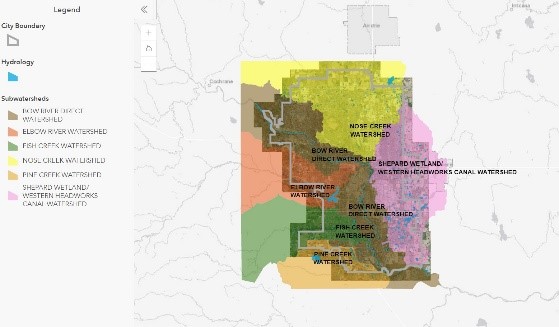 Legend
City Boundary
Hydrology
Subwatersheds
BOW RIVER DIRECT
WATERSHED
ELBOW RIVER WATERSHED
FISH CREEK WATERSHED
NOSE CREEK WATERSHED
PINE CREEK WATERSHED
SHEPARD WETLAND/
WESTERN HEADWORKS
CANAL WATERSHED
Airdrie
Cochrane
NOSE CREEK
WATERSHED
BOW RIVER
DIRECT WATERSHED
SHEPARD WETLAND/
WESTERN HEADWORKS CANAL WATERSHED
ELBOW RIVER
WATERSHED
BOW RIVER
DIRECT WATERSHED
FISH CREEK
WATERSHED
PINE CREEK
WATERSHED